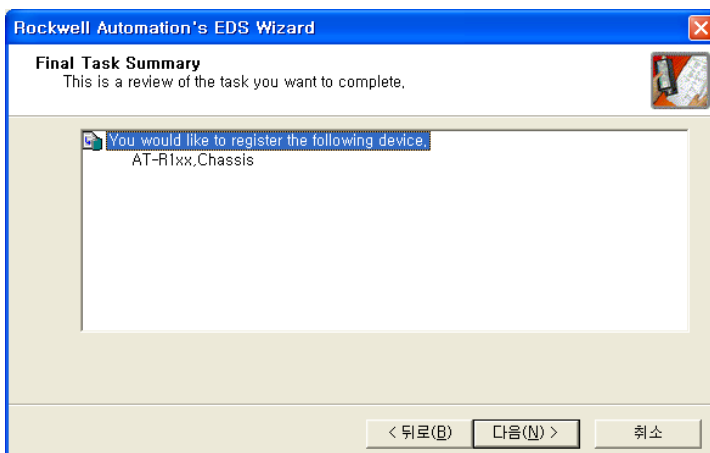 Rockwell Automation's EDS Wizard
Final Task Summary
This is a review of the task you want to complete.
You would like to register the following device.
AT-R1xx,Chassis
< 뒤로(B)
다음(N) >
취소